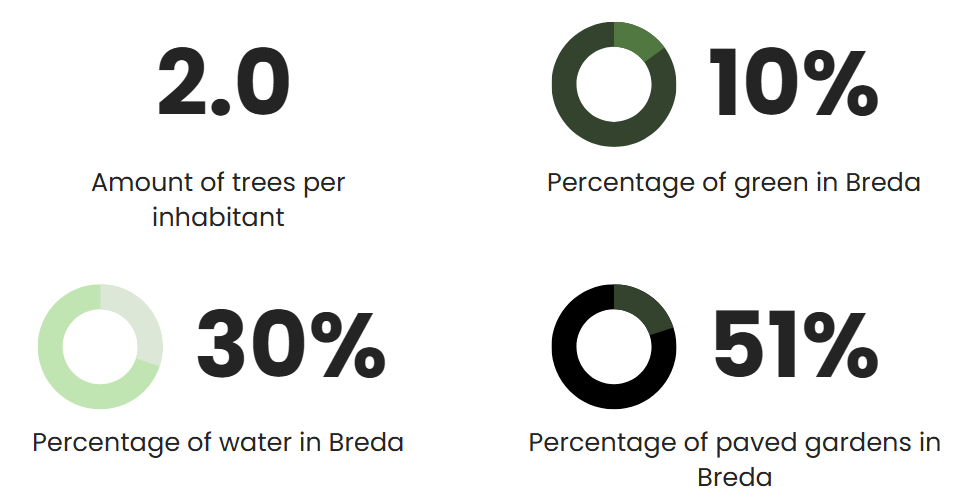 2.0
Amount of trees per
inhabitant
10%
Percentage of green in Breda
30%
Percentage of water in Breda
51%
Percentage of paved gardens in
Breda